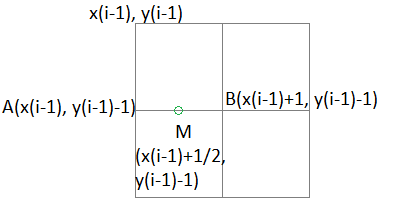 x(i-1), y(i-1)
A(x(i-1), y(i-1)-1)
B(x(i-1)+1, y(i-1)-1)
M
(x(i-1)+1/2,
y(i-1)-1)